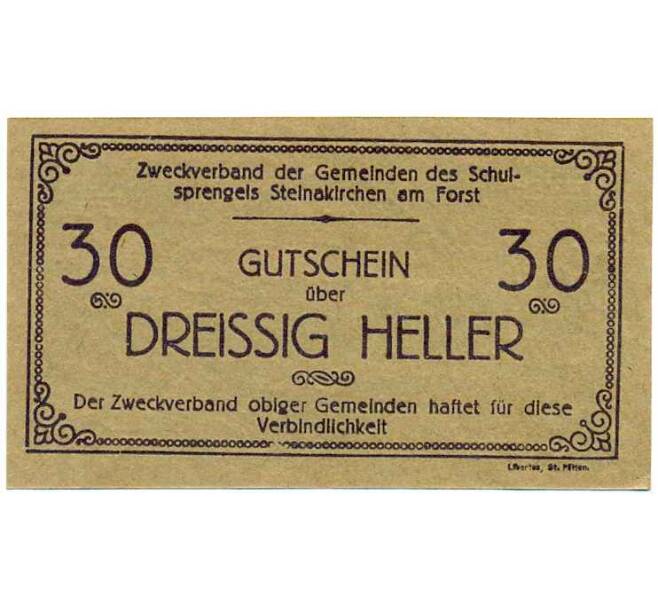 Zweckverband der Gemeinden des Schul-
sprengels Steinakirchen am Forst
30 GUTSCHEIN 30
über
DREISSIG HELLER
Der Zweckverband obiger Gemeinden haftet für diese
Verbindlichkeit
Libertas, St. Pölten.